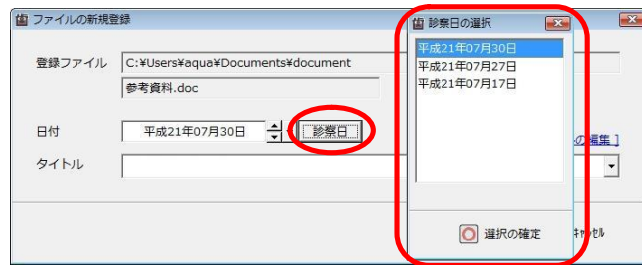 ファイルの新規登録
登録ファイル
C:¥Users¥aqua¥Documents¥document
参考資料.doc
日付
平成21年07月30日
診察日
の編集 ]
タイトル
ｷｬﾝｾﾙ
診察日の選択
平成21年07月30日
平成21年07月27日
平成21年07月17日
選択の確定